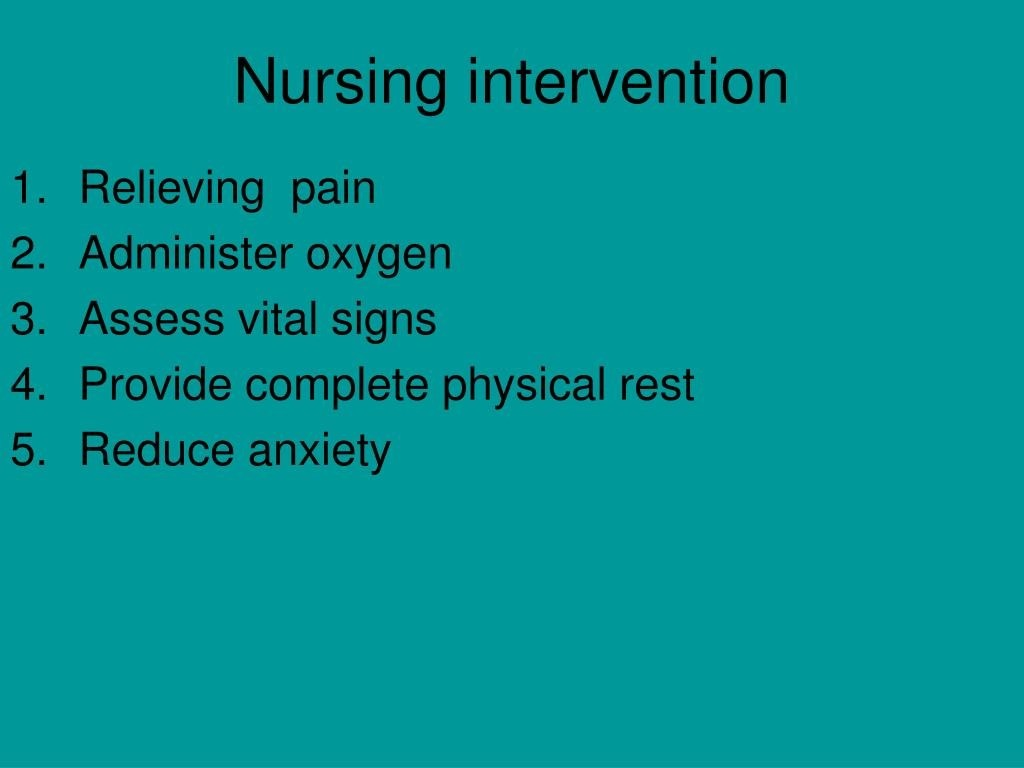 Nursing intervention
1. Relieving  pain
2. Administer oxygen
3. Assess vital signs
4. Provide complete physical rest
5. Reduce anxiety